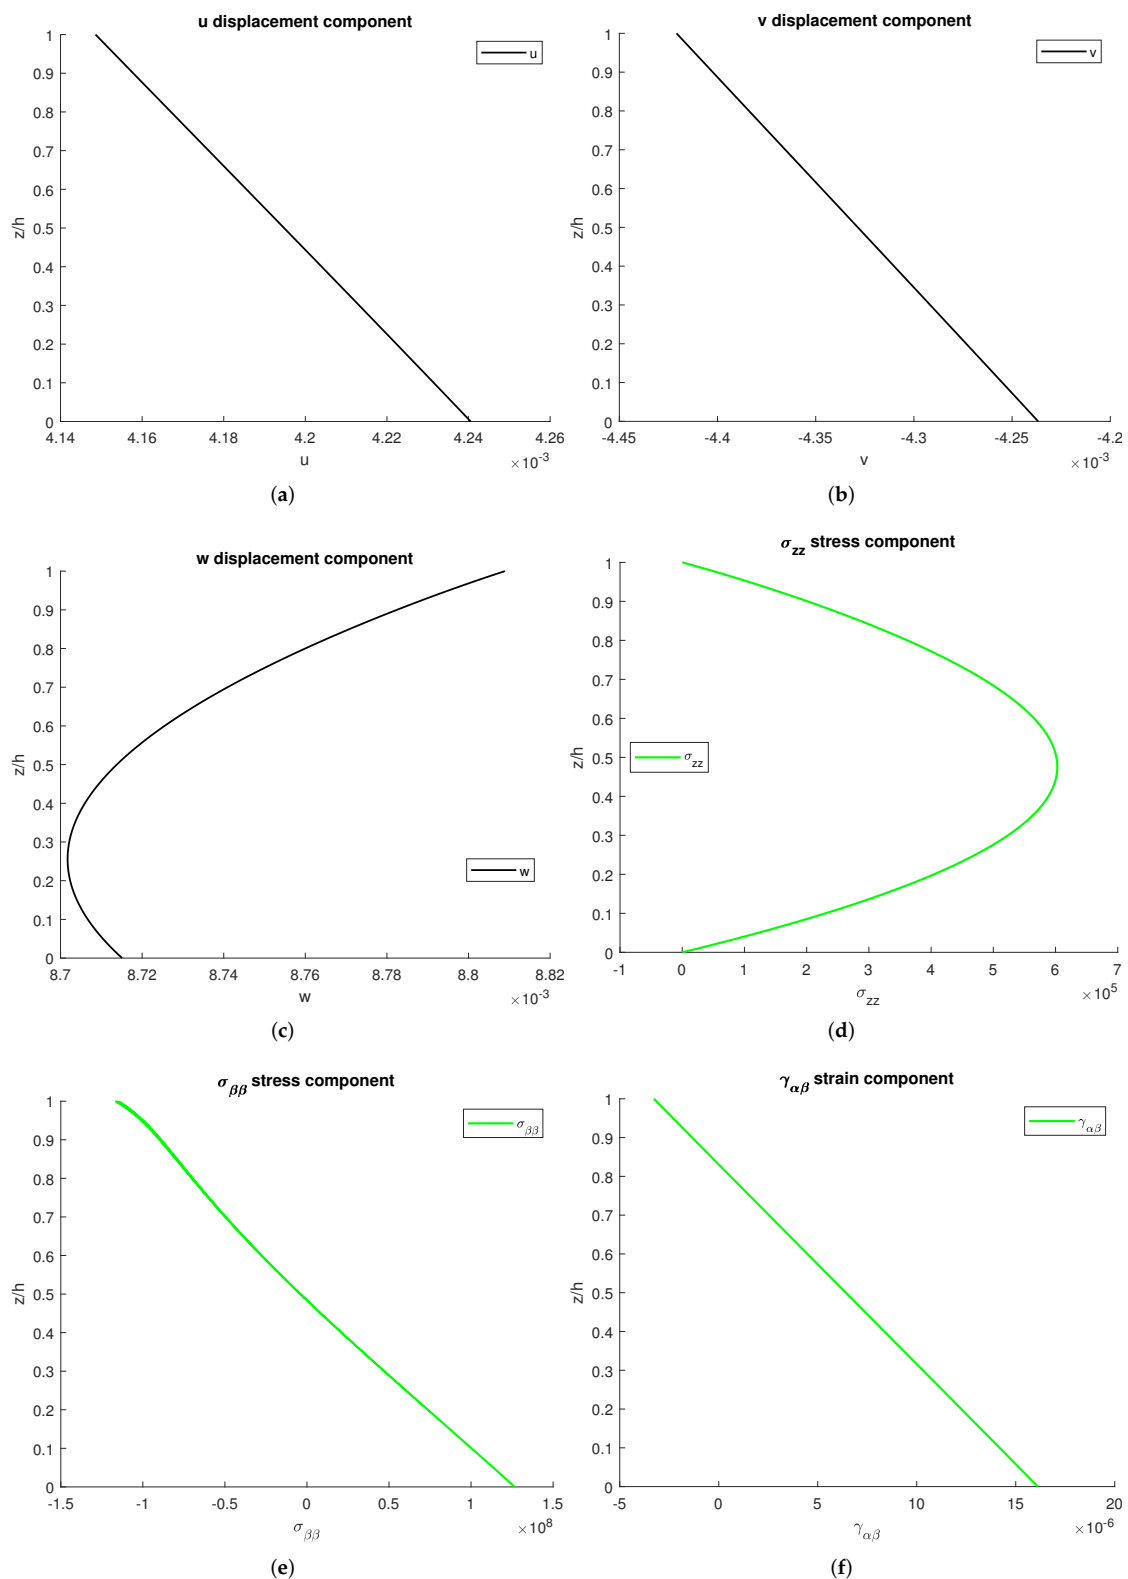 u displacement component
1
0.9
0.8
0.7
0.6
0.5
0.4
0.3
0.2
0.1
0
z/h
u
4.14 4.16 4.18 4.2 4.22 4.24 4.26
u
×10⁻³
(a)
v displacement component
1
0.9
0.8
0.7
0.6
0.5
0.4
0.3
0.2
0.1
0
z/h
v
-4.45 -4.4 -4.35 -4.3 -4.25 -4.2
v
×10⁻³
(b)
w displacement component
1
0.9
0.8
0.7
0.6
0.5
0.4
0.3
0.2
0.1
0
z/h
w
8.7 8.72 8.74 8.76 8.78 8.8 8.82
w
×10⁻³
(c)
σzz stress component
1
0.9
0.8
0.7
0.6
0.5
0.4
0.3
0.2
0.1
0
z/h
σzz
-1 0 1 2 3 4 5 6 7
σzz
×10⁵
(d)
σββ stress component
1
0.9
0.8
0.7
0.6
0.5
0.4
0.3
0.2
0.1
0
z/h
σββ
-1.5 -1 -0.5 0 0.5 1 1.5
σββ
×10⁸
(e)
γαβ strain component
1
0.9
0.8
0.7
0.6
0.5
0.4
0.3
0.2
0.1
0
z/h
γαβ
-5 0 5 10 15 20
γαβ
×10⁻⁶
(f)